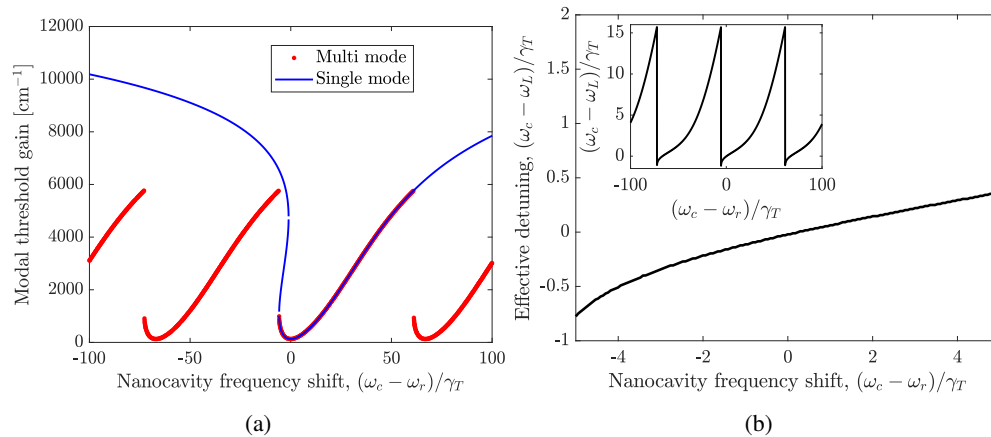 12000
10000
8000
6000
4000
2000
0
Modal threshold gain [cm⁻¹]
Multi mode
Single mode
-100 -50 0 50 100
Nanocavity frequency shift, (ω_c − ω_r)/γ_T
(a)
2
1.5
1
0.5
0
-0.5
-1
Effective detuning, (ω_c − ω_L)/γ_T
15
10
5
0
(ω_c − ω_L)/γ_T
-100 0 100
(ω_c − ω_r)/γ_T
-4 -2 0 2 4
Nanocavity frequency shift, (ω_c − ω_r)/γ_T
(b)